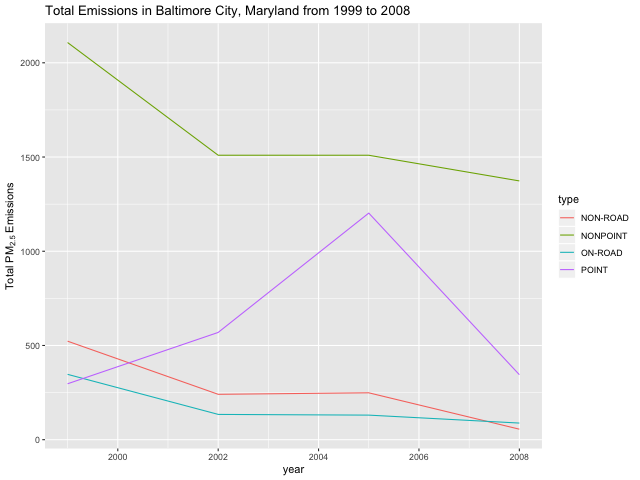 Total Emissions in Baltimore City, Maryland from 1999 to 2008
Total PM2.5 Emissions
2000
1500
1000
500
0
2000
2002
2004
2006
2008
year
type
NON-ROAD
NONPOINT
ON-ROAD
POINT